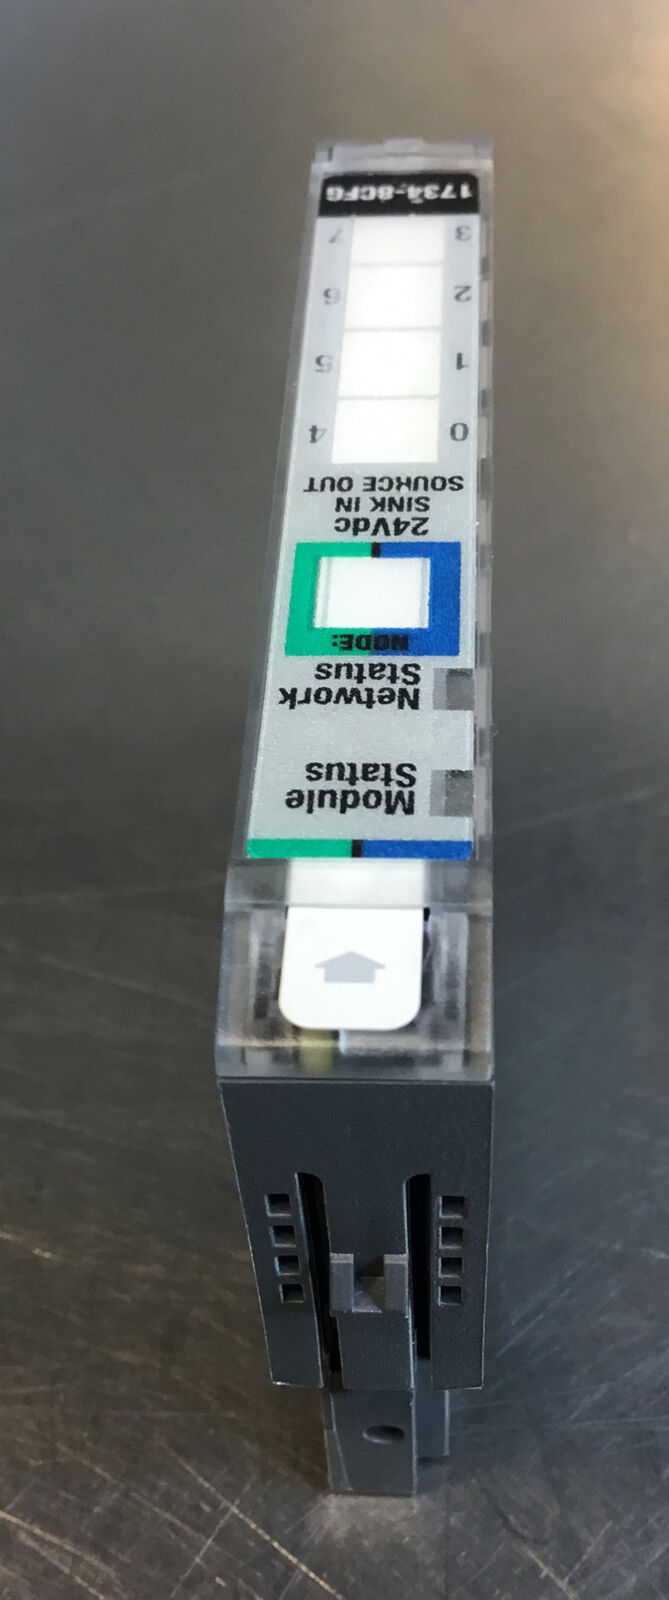 Module
Status
Network
Status
NODE:
24Vdc
SINK IN
SOURCE OUT
0 4
1 5
2 6
3 7
1734-8CFG